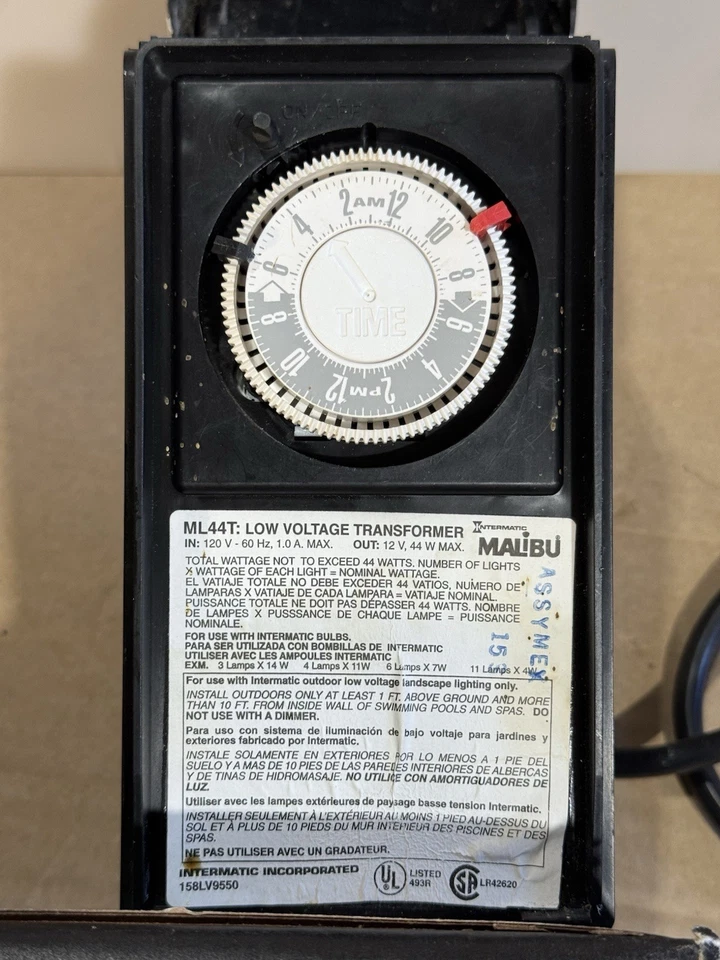 ON
2 AM 12
4
10
6
8
TIME
8
6
10
4
12 PM 2
ML44T: LOW VOLTAGE TRANSFORMER INTERMATIC
IN: 120 V - 60 Hz, 1.0 A. MAX. OUT: 12 V, 44 W MAX. MALIBU
TOTAL WATTAGE NOT TO EXCEED 44 WATTS. NUMBER OF LIGHTS
X WATTAGE OF EACH LIGHT = NOMINAL WATTAGE.
EL VATIAJE TOTALE NO DEBE EXCEDER 44 VATIOS, NUMERO DE
LAMPARAS X VATIAJE DE CADA LAMPARA = VATIAJE NOMINAL.
PUISSANCE TOTALE NE DOIT PAS DÉPASSER 44 WATTS. NOMBRE
DE LAMPES X PUSSSANCE DE CHAQUE LAMPE = PUISSANCE
NOMINALE.
ASSYMEX
FOR USE WITH INTERMATIC BULBS.
PARA SER UTILIZADA CON BOMBILLAS DE INTERMATIC
UTILISER AVEC LES AMPOULES INTERMATIC
EXM. 3 Lamps X 14 W 4 Lamps X 11W 6 Lamps X 7W 11 Lamps X 4W
For use with Intermatic outdoor low voltage landscape lighting only.
INSTALL OUTDOORS ONLY AT LEAST 1 FT. ABOVE GROUND AND MORE
THAN 10 FT. FROM INSIDE WALL OF SWIMMING POOLS AND SPAS. DO
NOT USE WITH A DIMMER.
Para uso con sistema de iluminación de bajo voltaje para jardines y
exteriores fabricado por Intermatic.
INSTALE SOLAMENTE EN EXTERIORES POR LO MENOS A 1 PIE DEL
SUELO Y A MAS DE 10 PIES DE LAS PAREDES INTERIORES DE ALBERCAS
Y DE TINAS DE HIDROMASAJE. NO UTILICE CON AMORTIGUADORES DE
LUZ.
Utiliser avec les lampes extérieures de paysage basse tension Intermatic.
INSTALLER SEULEMENT À L'EXTÉRIEUR AU MOINS 1 PIED AU-DESSUS DU
SOL ET À PLUS DE 10 PIEDS DU MUR INTERIEUR DES PISCINES ET DES
SPAS.
NE PAS UTILISER AVEC UN GRADATEUR.
INTERMATIC INCORPORATED
158LV9550
UL LISTED
493R
SA LR42620